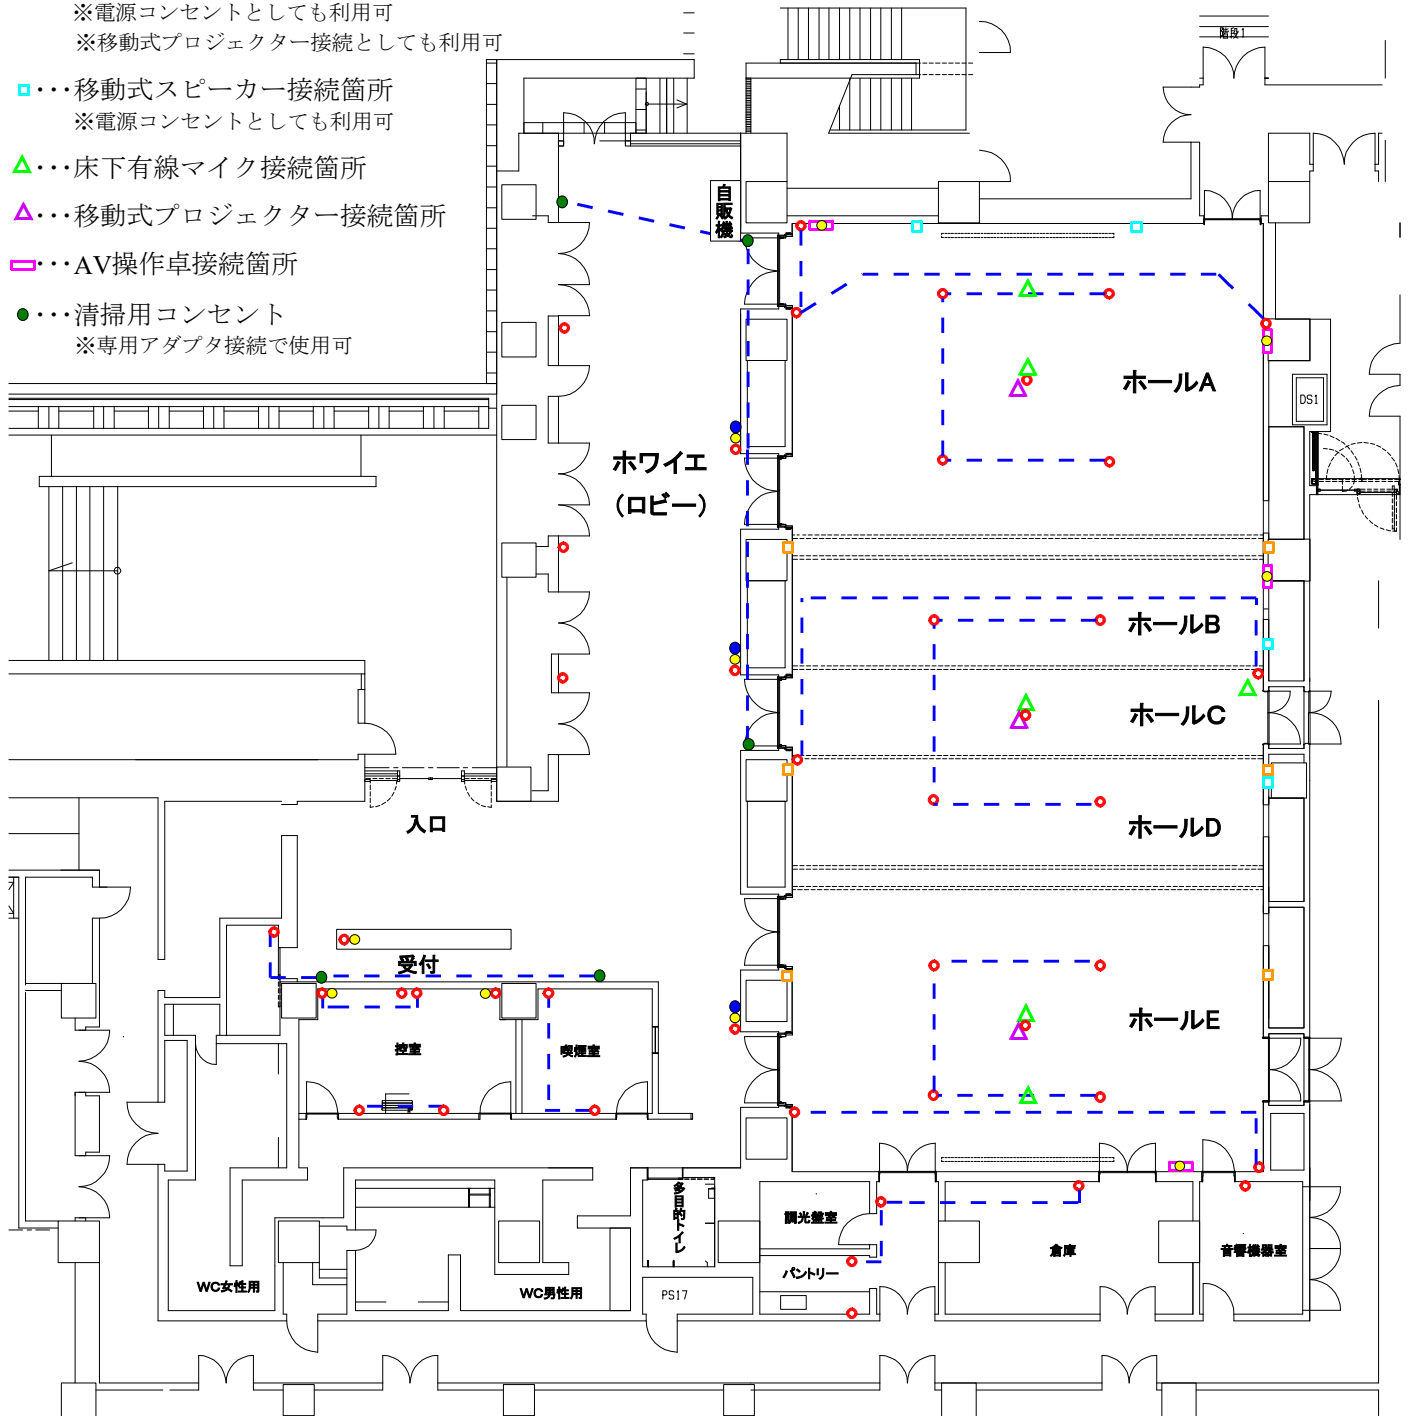 ※電源コンセントとしても利用可
※移動式プロジェクター接続としても利用可
・・・移動式スピーカー接続箇所
※電源コンセントとしても利用可
・・・床下有線マイク接続箇所
・・・移動式プロジェクター接続箇所
・・・AV操作卓接続箇所
・・・清掃用コンセント
※専用アダプタ接続で使用可
階段1
自販機
ホールA
DS1
ホワイエ
(ロビー)
ホールB
ホールC
入口
ホールD
受付
ホールE
控室
喫煙室
多目的トイレ
調光盤室
倉庫
音響機器室
パントリー
WC女性用
WC男性用
PS17